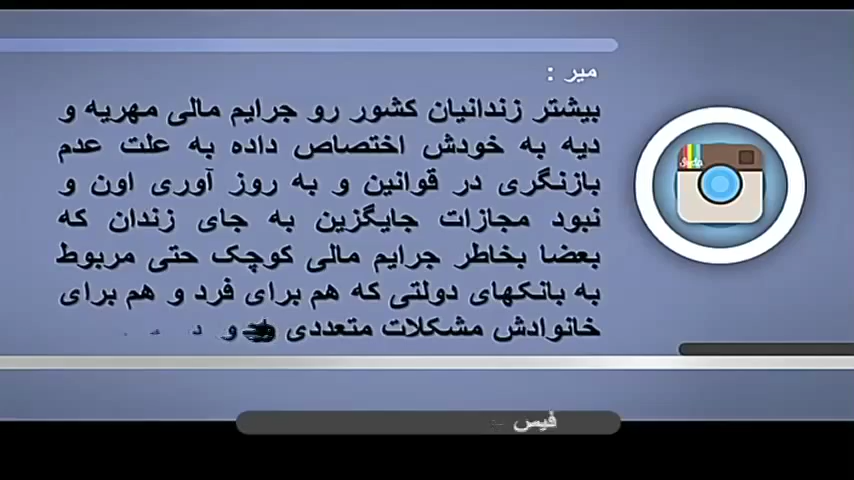 میر :
بیشتر زندانیان کشور رو جرایم مالی مهریه و
دیه به خودش اختصاص داده به علت عدم
بازنگری در قوانین و به روز آوری اون و
نبود مجازات جایگزین به جای زندان که
بعضا بخاطر جرایم مالی کوچک حتی مربوط
به بانکهای دولتی که هم برای فرد و هم برای
خانوادش مشکلات متعددی
فیس